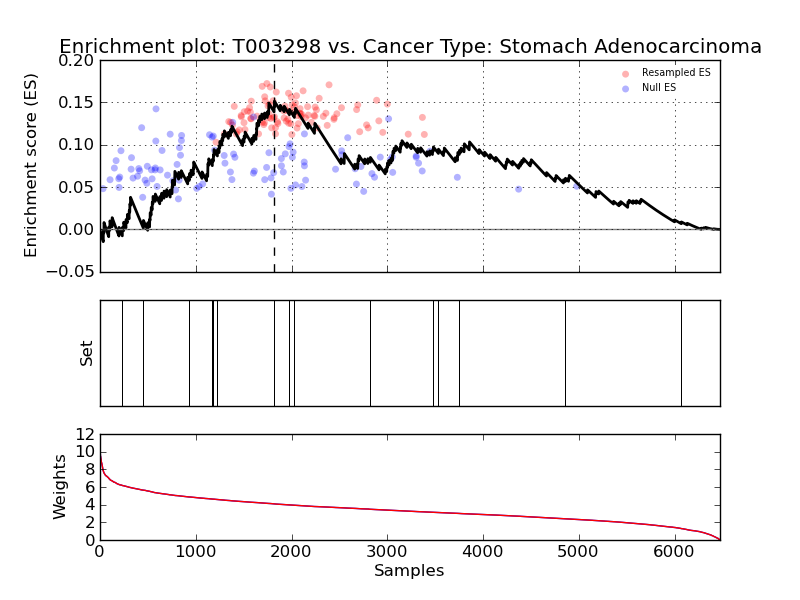 Enrichment plot: T003298 vs. Cancer Type: Stomach Adenocarcinoma
Enrichment score (ES)
0.20
0.15
0.10
0.05
0.00
−0.05
Resampled ES
Null ES
Set
Weights
12
10
8
6
4
2
0
0 1000 2000 3000 4000 5000 6000
Samples